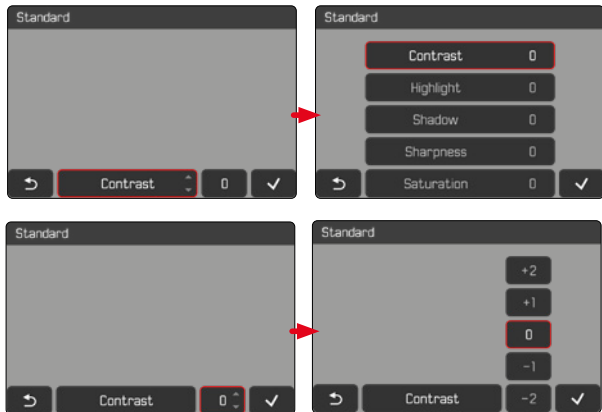 Standard
Contrast 0
Standard
Contrast 0
Highlight 0
Shadow 0
Sharpness 0
Saturation 0
Standard
Contrast 0
Standard
+2
+1
0
-1
Contrast -2